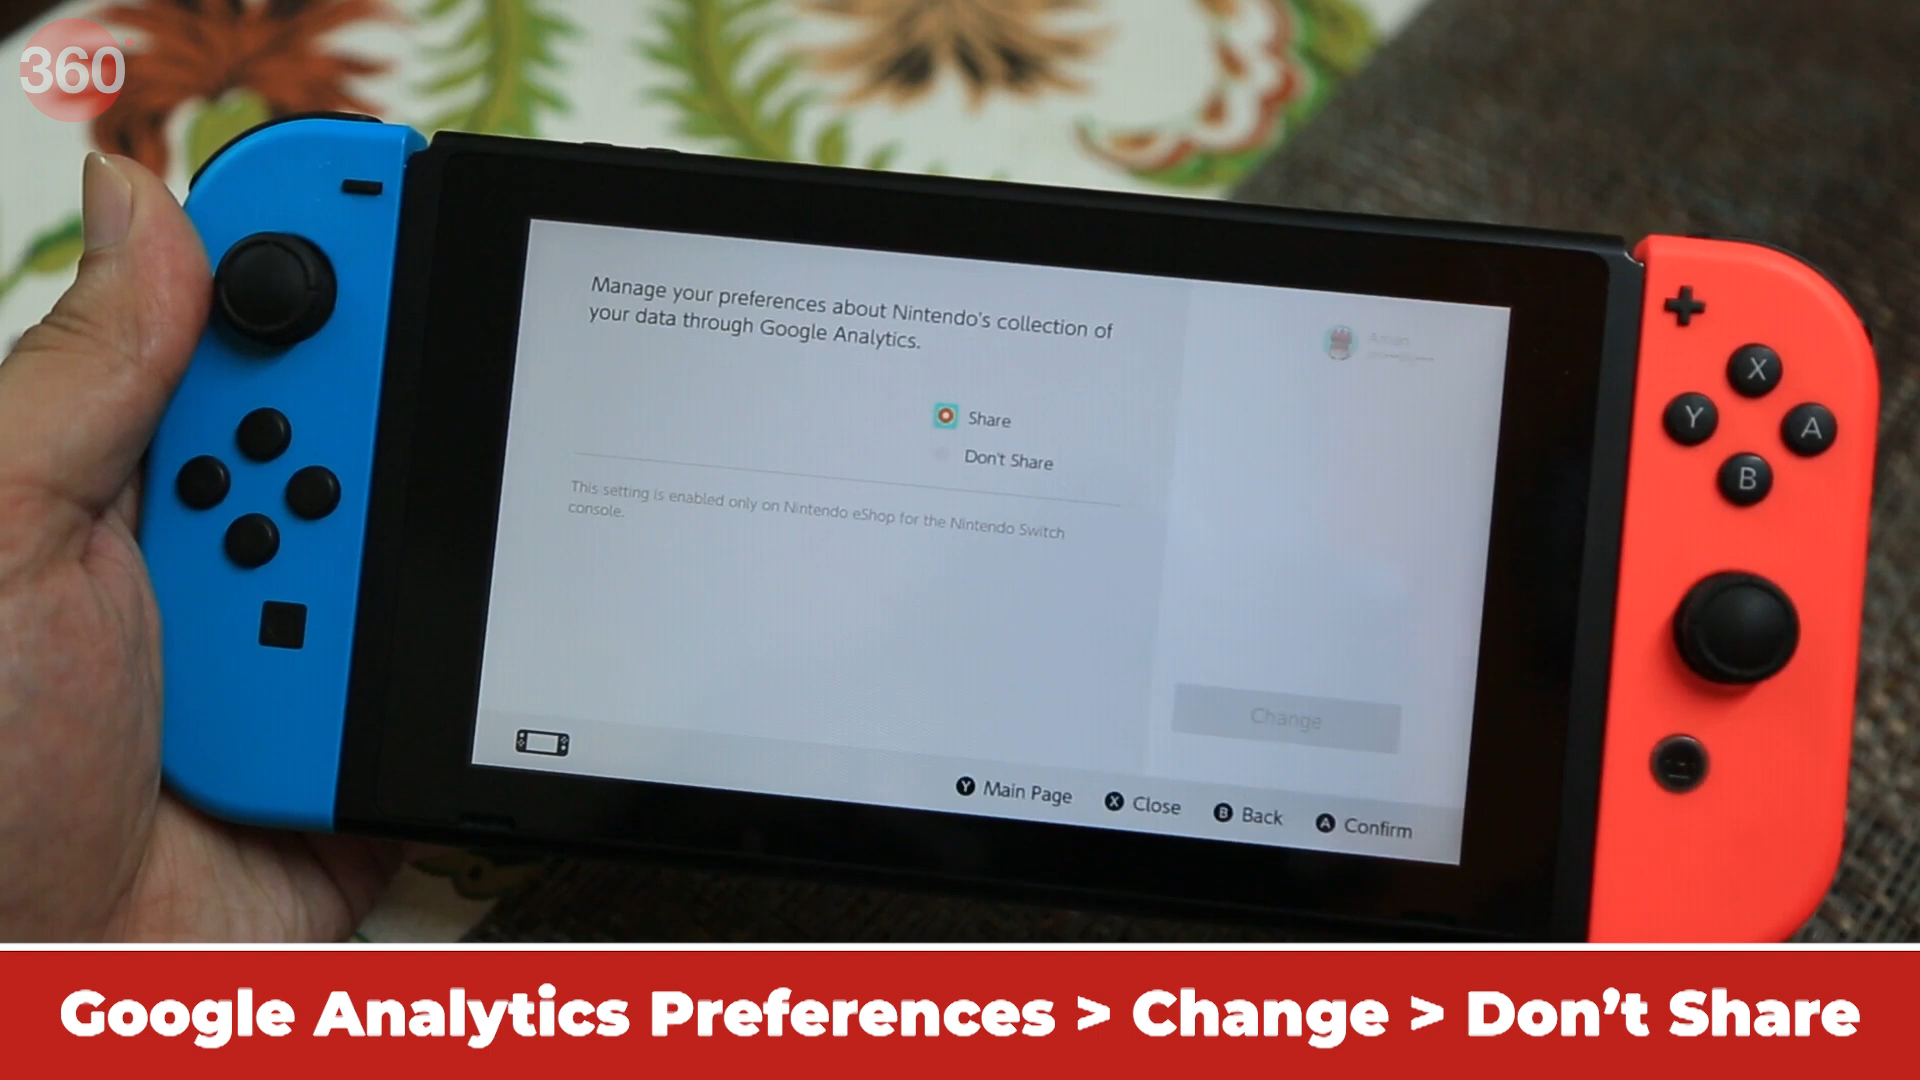 360
Manage your preferences about Nintendo's collection of
your data through Google Analytics.
Share
Don't Share
This setting is enabled only on Nintendo eShop for the Nintendo Switch
console.
Change
Y Main Page X Close B Back A Confirm
X
Y A
B
Google Analytics Preferences > Change > Don't Share